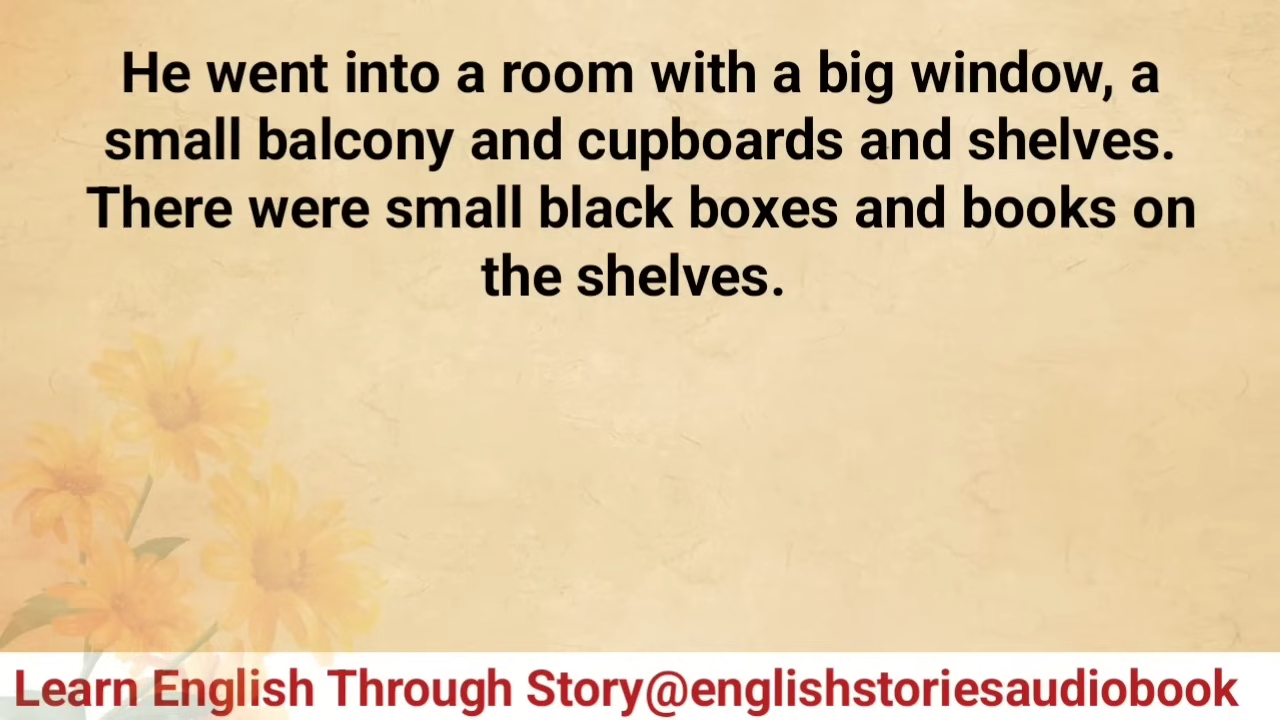 He went into a room with a big window, a
small balcony and cupboards and shelves.
There were small black boxes and books on
the shelves.
Learn English Through Story@englishstoriesaudiobook